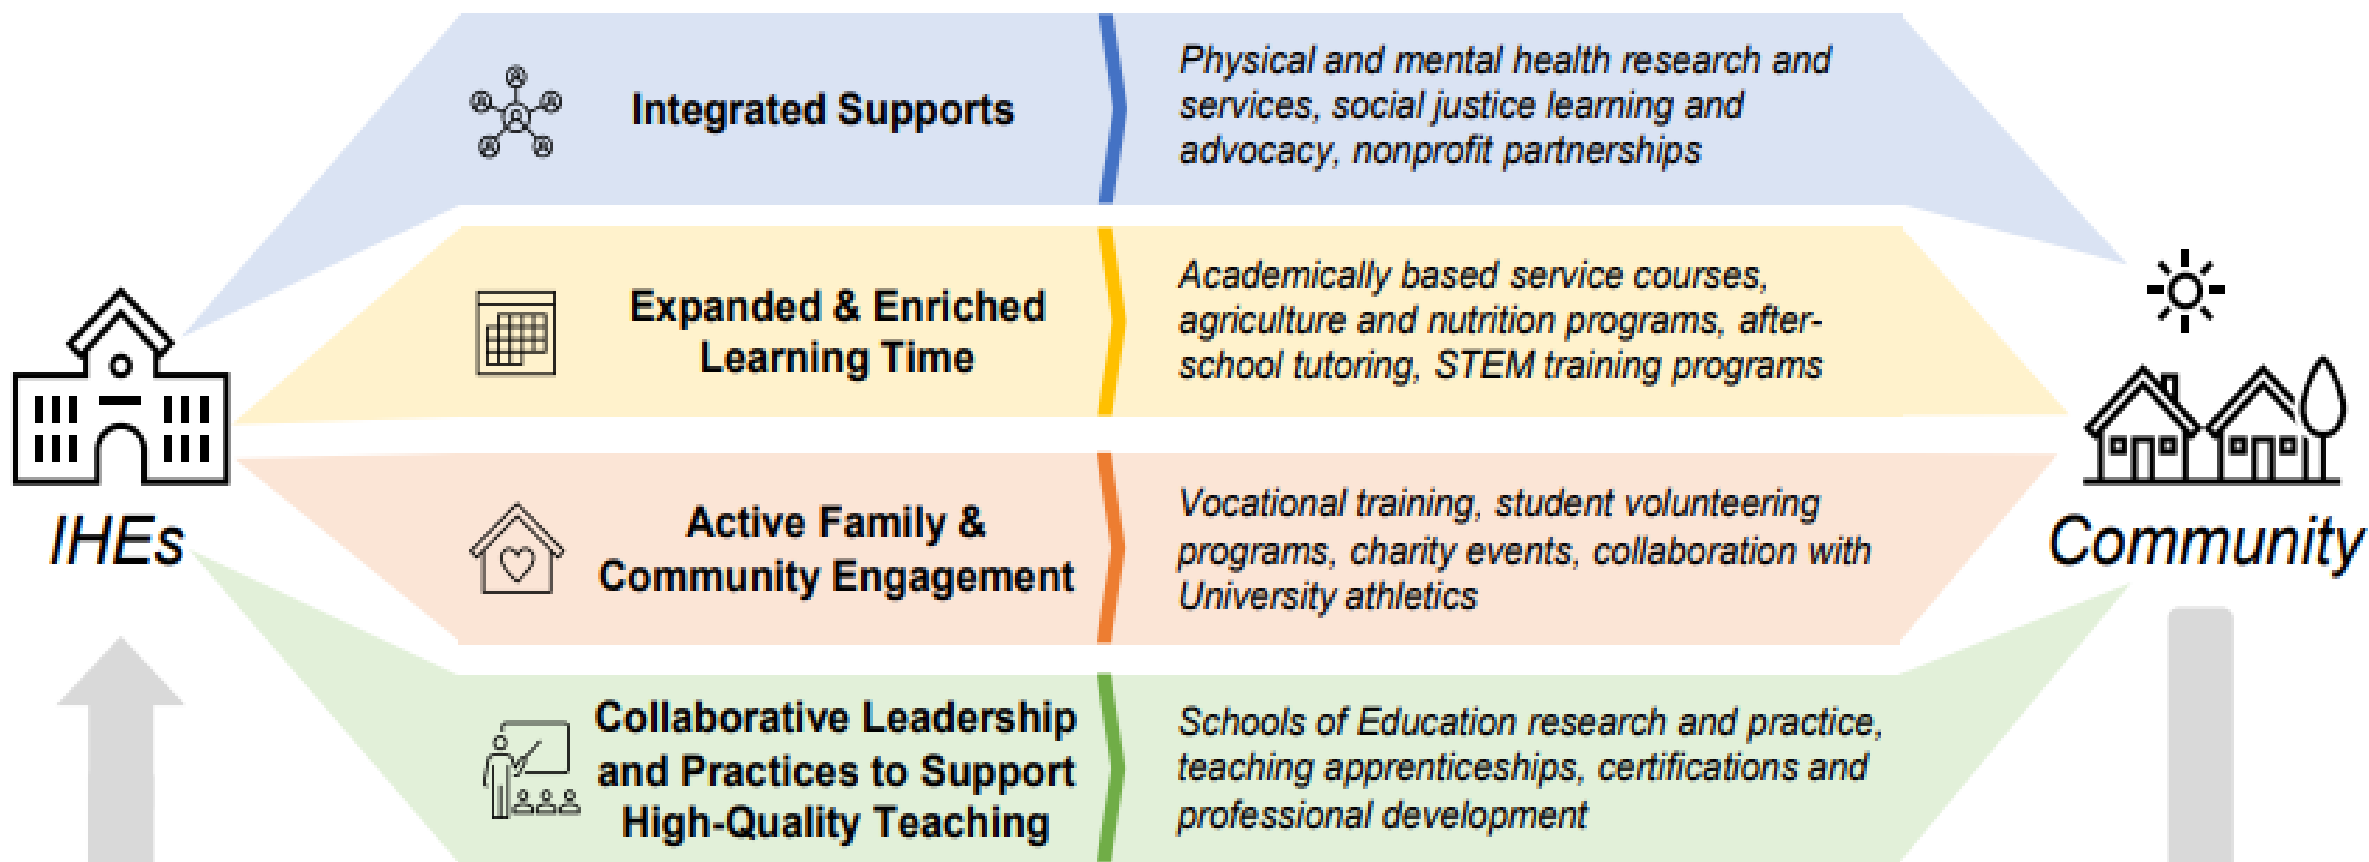 Integrated Supports
Physical and mental health research and
services, social justice learning and
advocacy, nonprofit partnerships
Expanded & Enriched
Learning Time
Academically based service courses,
agriculture and nutrition programs, after-
school tutoring, STEM training programs
IHEs
Active Family &
Community Engagement
Vocational training, student volunteering
programs, charity events, collaboration with
University athletics
Community
Collaborative Leadership
and Practices to Support
High-Quality Teaching
Schools of Education research and practice,
teaching apprenticeships, certifications and
professional development